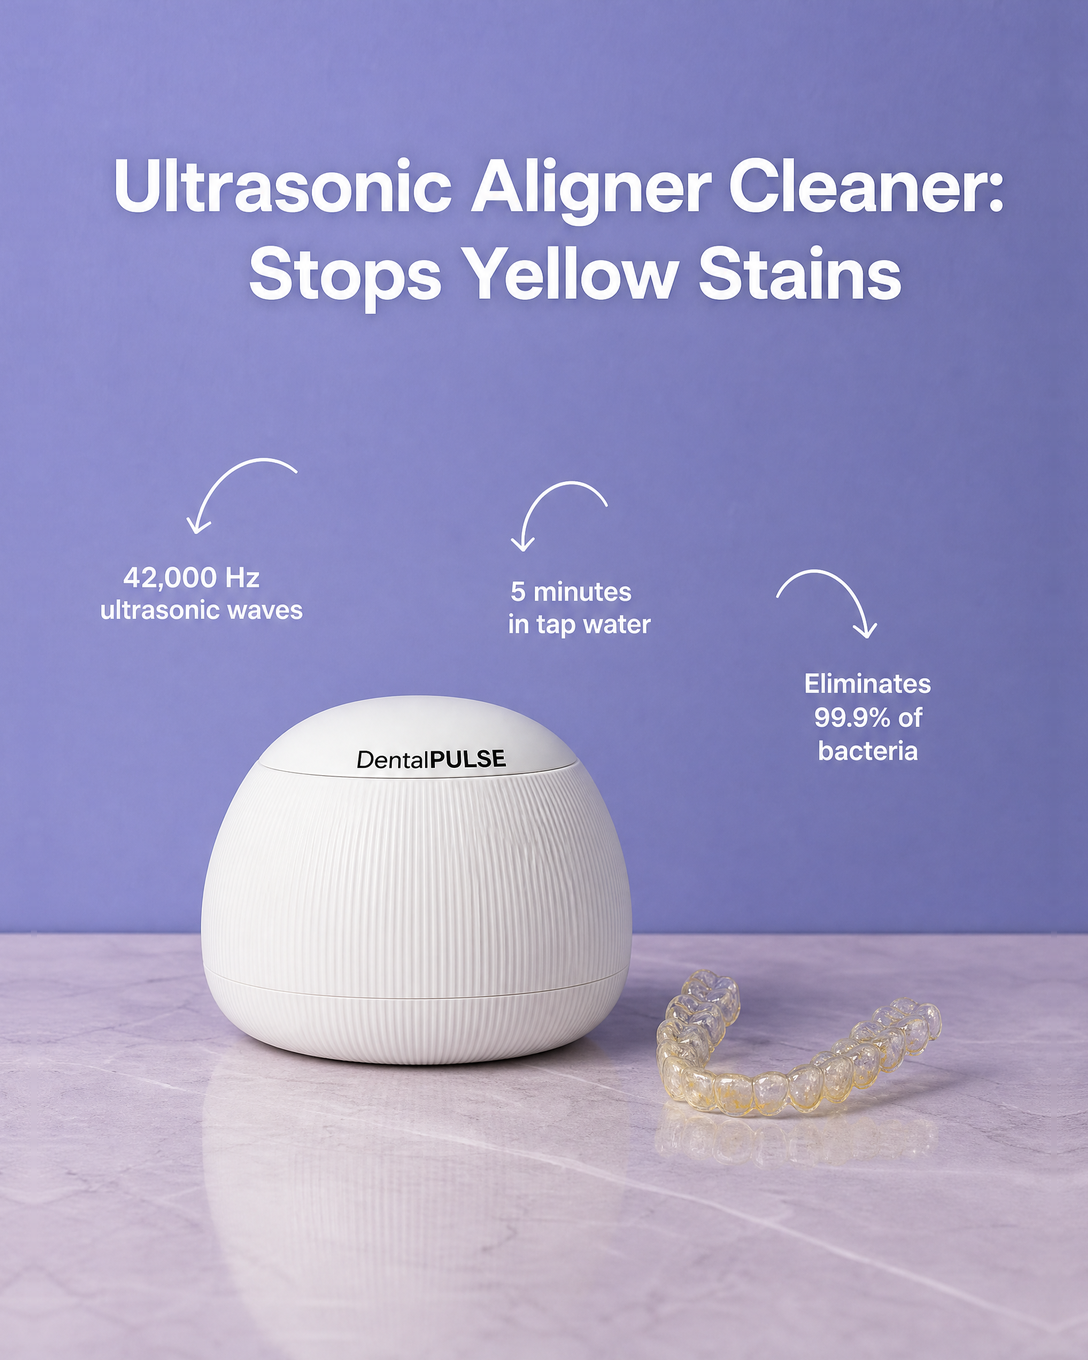 Ultrasonic Aligner Cleaner:
Stops Yellow Stains
42,000 Hz
ultrasonic waves
5 minutes
in tap water
Eliminates
99.9% of
bacteria
DentalPULSE